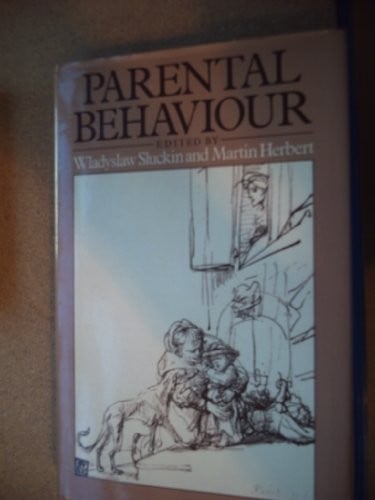 PARENTAL
BEHAVIOUR
EDITED BY
Wladyslaw Sluckin and Martin Herbert